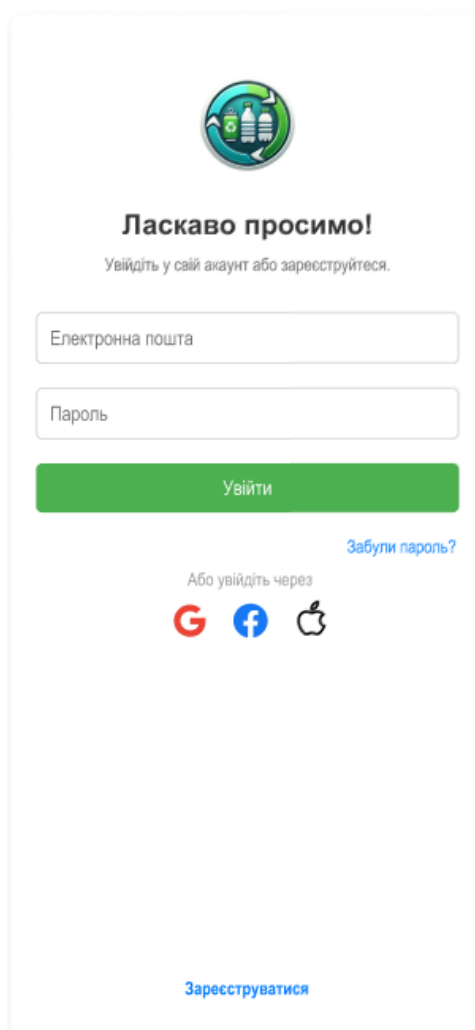 Ласкаво просимо!
Увійдіть у свій акаунт або зареєструйтеся.
Електронна пошта
Пароль
Увійти
Забули пароль?
Або увійдіть через
Зареєструватися